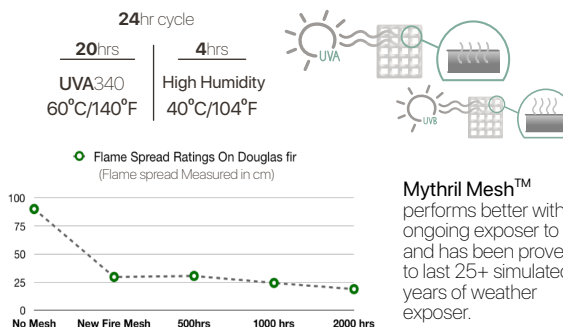 24hr cycle
20hrs 4hrs
UVA340 High Humidity
60°C/140°F 40°C/104°F
UVA
UVB
Flame Spread Ratings On Douglas fir
(Flame spread Measured in cm)
100
75
50
25
0
No Mesh New Fire Mesh 500hrs 1000 hrs 2000 hrs
Mythril Mesh™
performs better with
ongoing exposer to
and has been prove
to last 25+ simulated
years of weather
exposer.